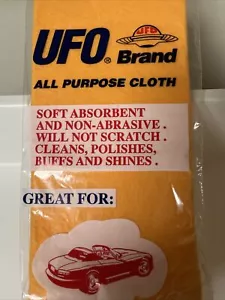 UFO® UFO
Brand
ALL PURPOSE CLOTH
SOFT ABSORBENT
AND NON-ABRASIVE .
WILL NOT SCRATCH .
CLEANS, POLISHES,
BUFFS AND SHINES .
GREAT FOR: